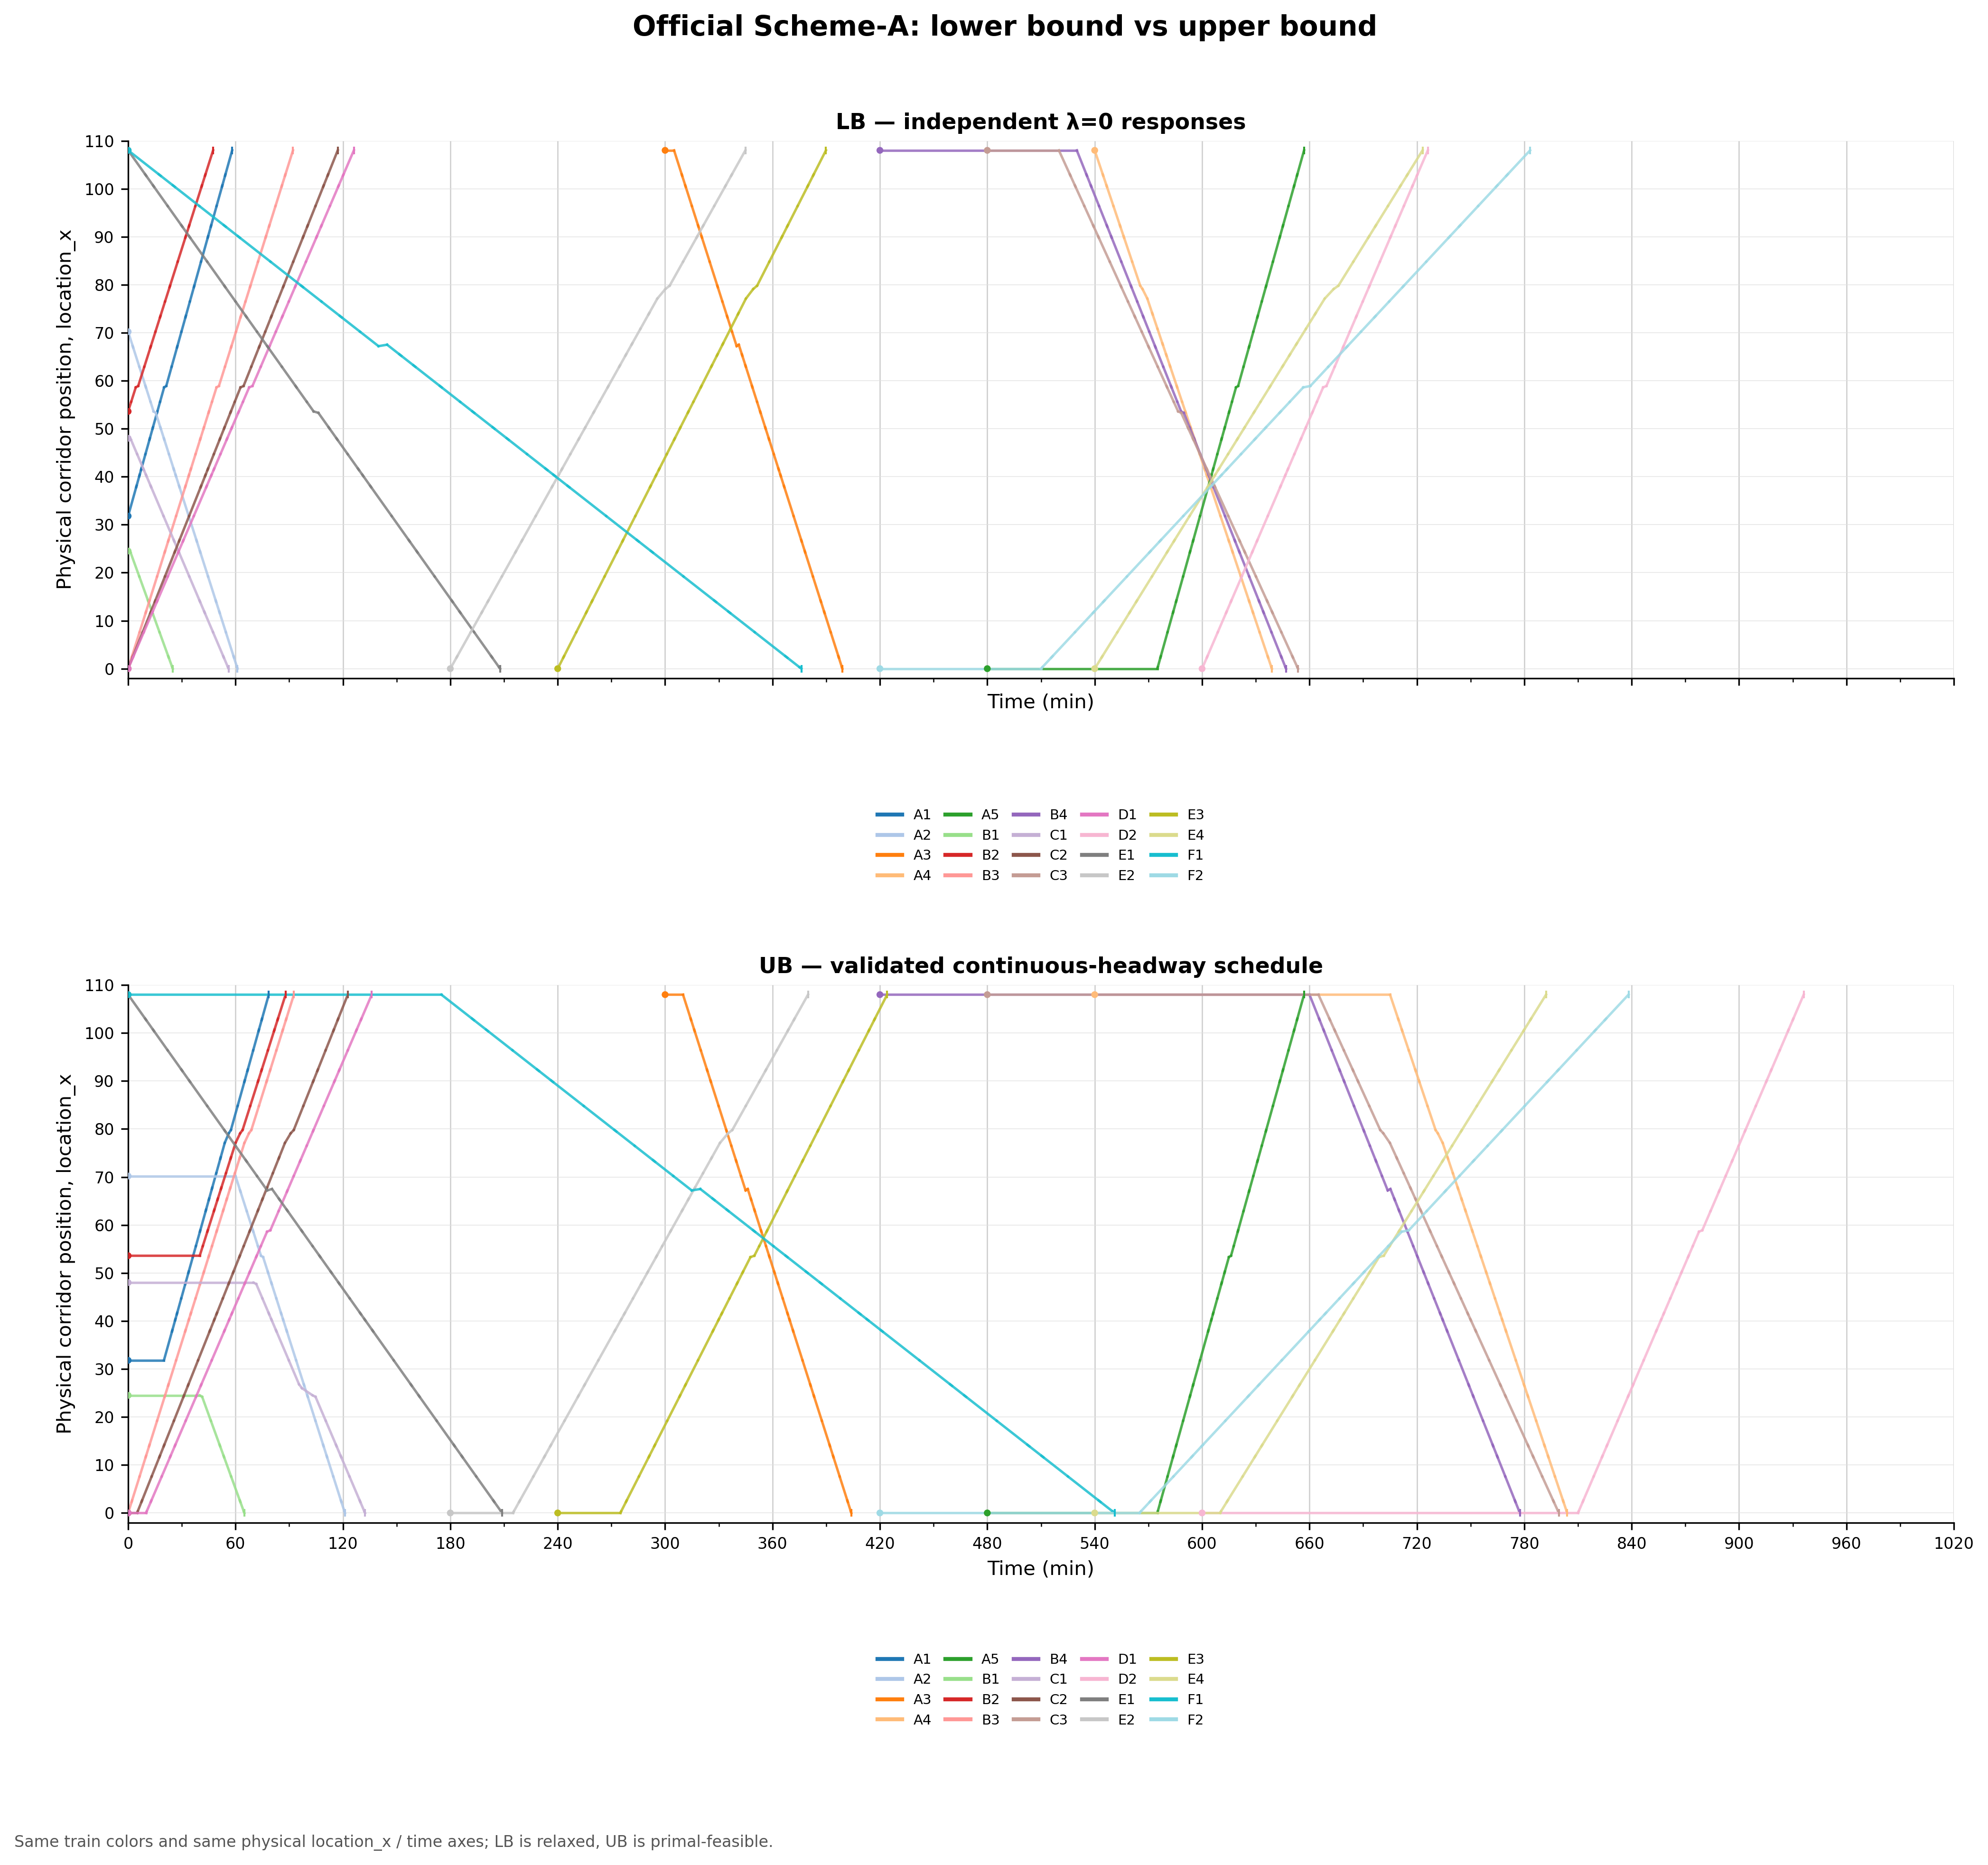 Official Scheme-A: lower bound vs upper bound
LB — independent λ=0 responses
110
100
90
80
70
60
50
40
30
20
10
0
Physical corridor position, location_x
Time (min)
A1 A5 B4 D1 E3
A2 B1 C1 D2 E4
A3 B2 C2 E1 F1
A4 B3 C3 E2 F2
UB — validated continuous-headway schedule
110
100
90
80
70
60
50
40
30
20
10
0
Physical corridor position, location_x
0 60 120 180 240 300 360 420 480 540 600 660 720 780 840 900 960 1020
Time (min)
A1 A5 B4 D1 E3
A2 B1 C1 D2 E4
A3 B2 C2 E1 F1
A4 B3 C3 E2 F2
Same train colors and same physical location_x / time axes; LB is relaxed, UB is primal-feasible.